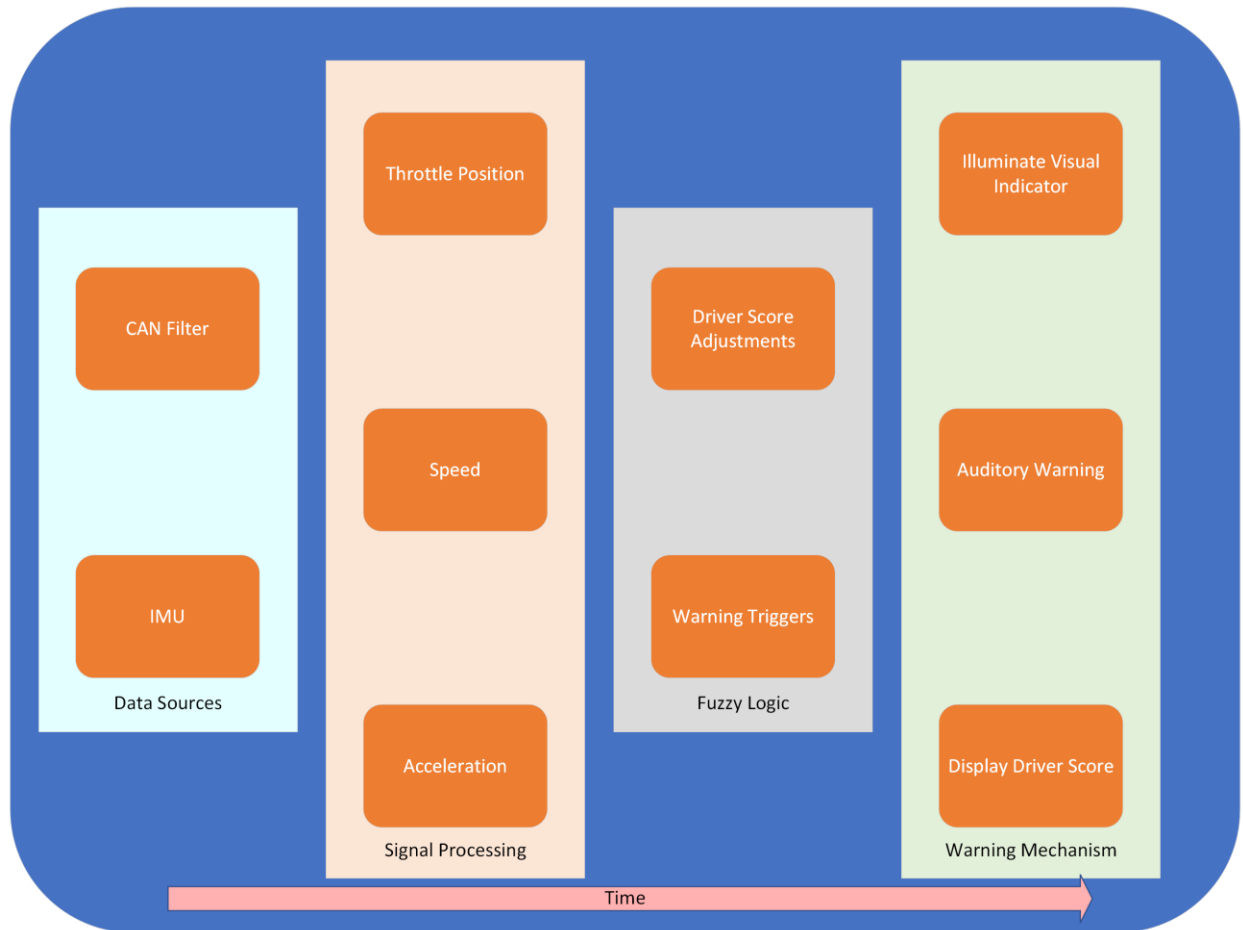 CAN Filter
IMU
Data Sources
Throttle Position
Speed
Acceleration
Signal Processing
Driver Score
Adjustments
Warning Triggers
Fuzzy Logic
Illuminate Visual
Indicator
Auditory Warning
Display Driver Score
Warning Mechanism
Time